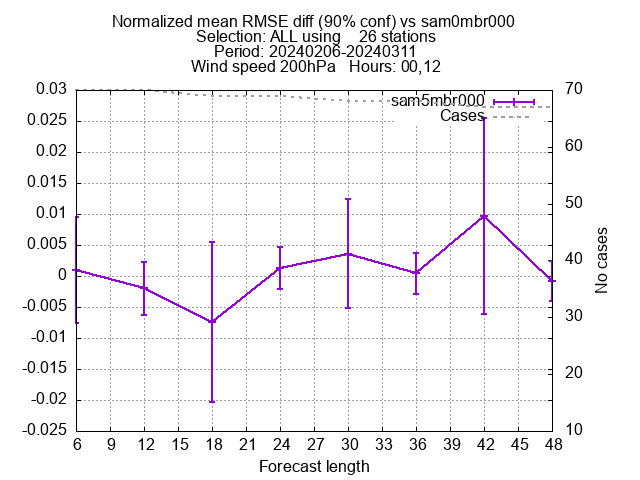 Normalized mean RMSE diff (90% conf) vs sam0mbr000
Selection: ALL using    26 stations
Period: 20240206-20240311
Wind speed 200hPa   Hours: 00,12
sam5mbr000
Cases
0.03
0.025
0.02
0.015
0.01
0.005
0
-0.005
-0.01
-0.015
-0.02
-0.025
70
60
50
40
30
20
10
No cases
6 9 12 15 18 21 24 27 30 33 36 39 42 45 48
Forecast length